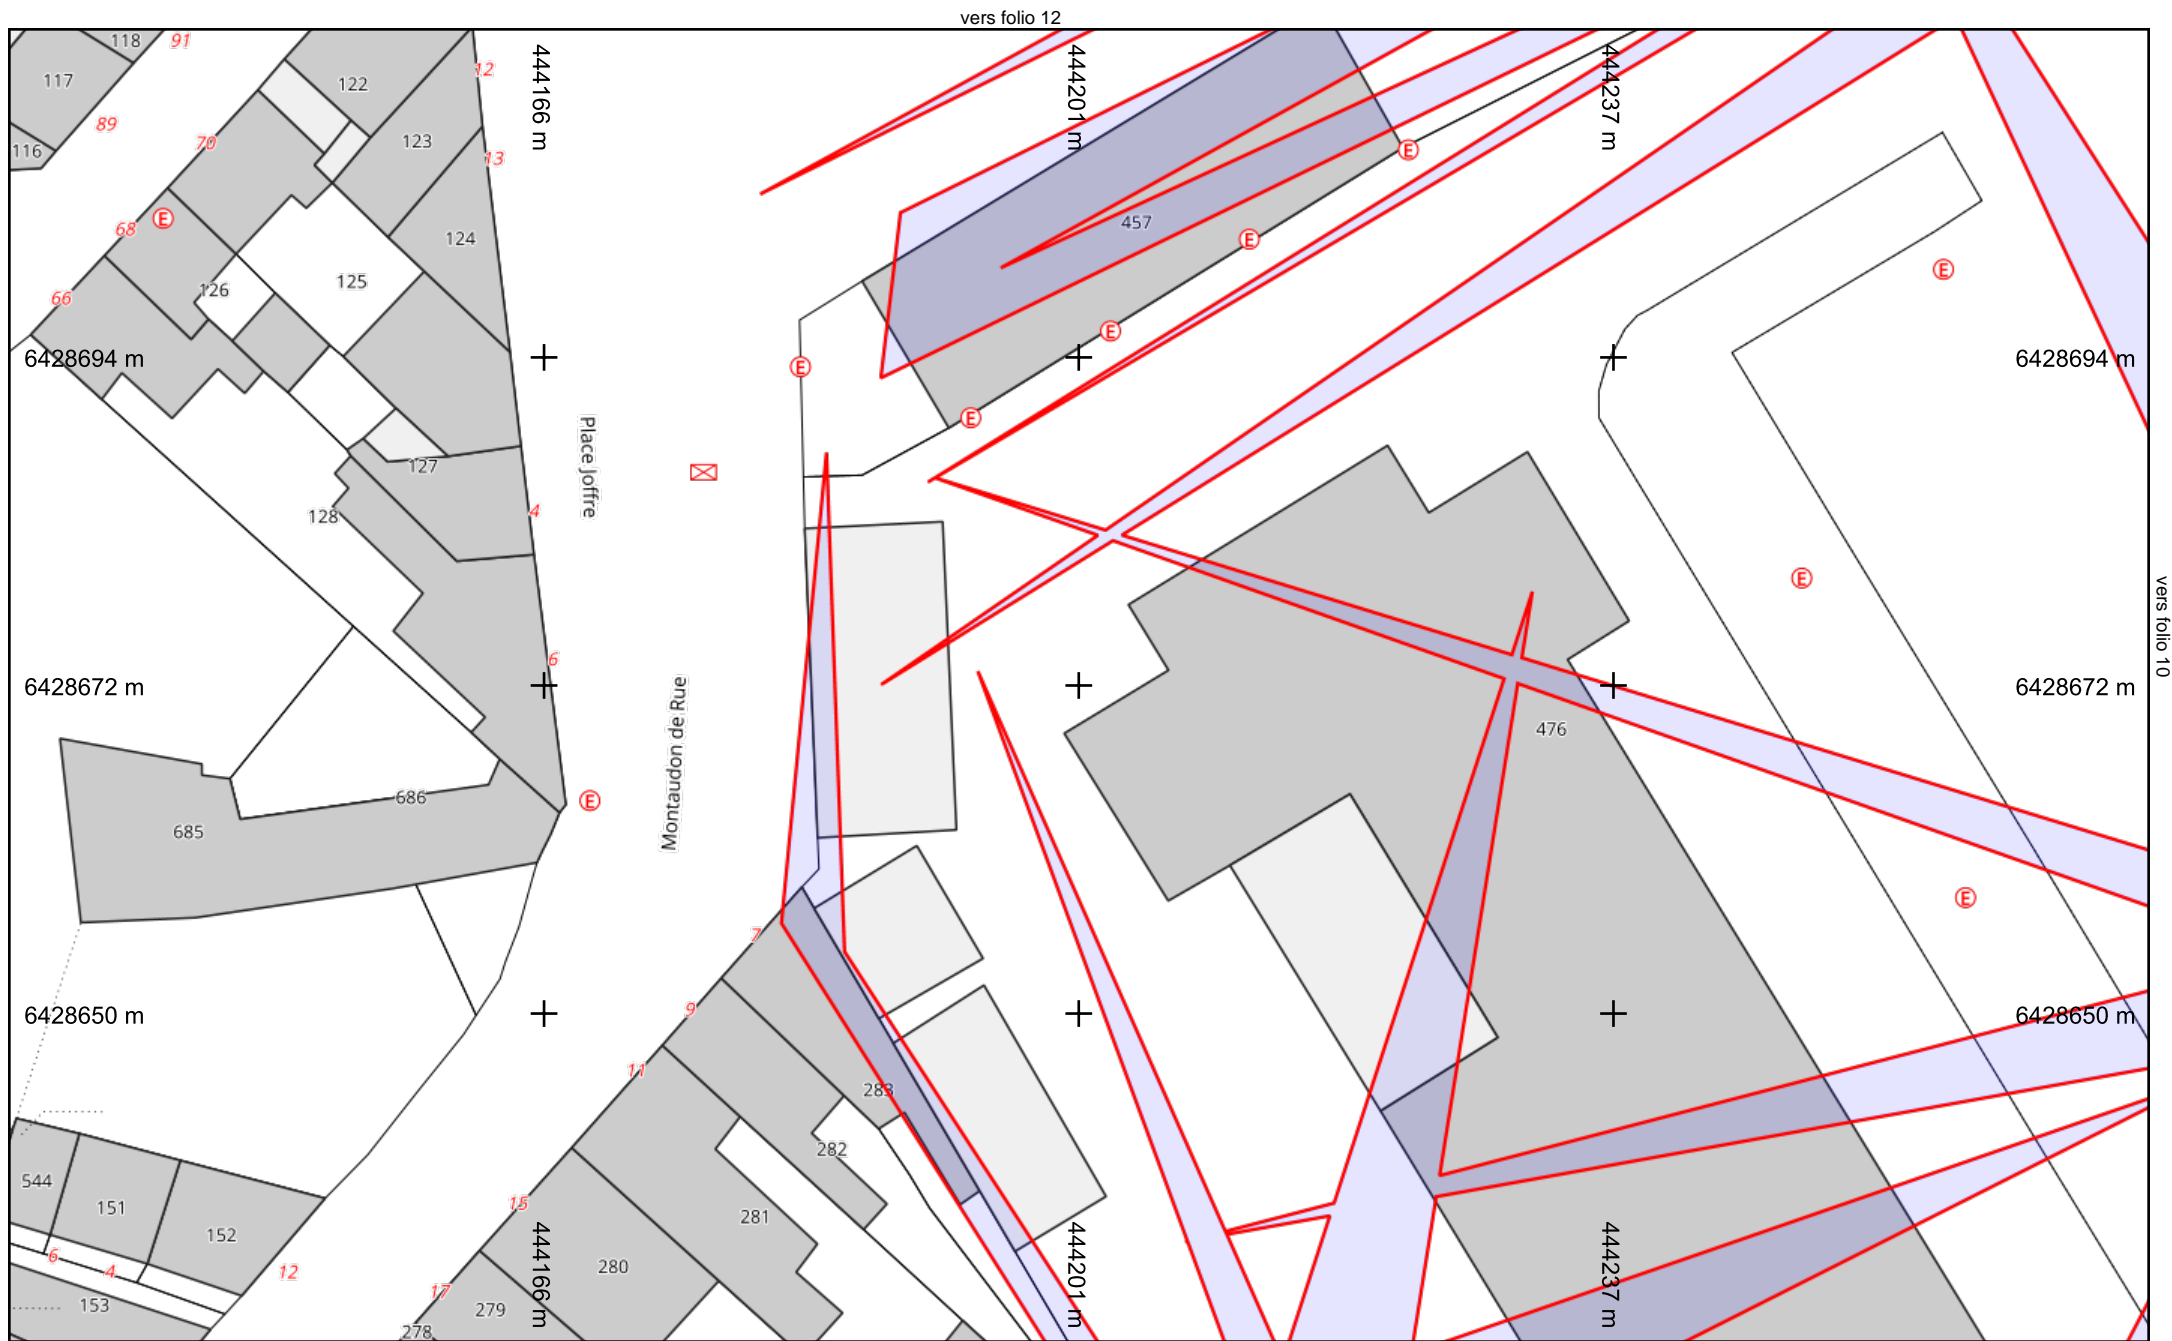 vers folio 12
118
91
117
122
12
444166 m
444201 m
444237 m
89
70
123
13
116
68
E
124
457
E
E
66
126
125
E
E
6428694 m
E
6428694 m
E
Place Joffre
127
128
4
E
vers folio 10
6
6428672 m
6428672 m
Montaudon de Rue
476
686
E
685
E
7
9
6428650 m
6428650 m
11
283
282
544
151
15
281
152
444166 m
444201 m
444237 m
6
4
12
280
17
153
279
278